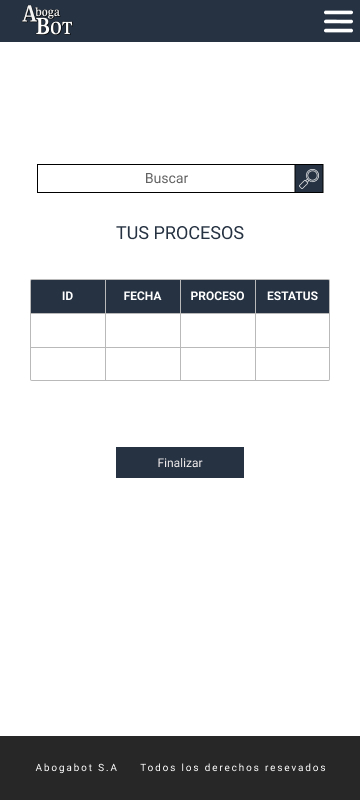 Aboga
BOT
Buscar
TUS PROCESOS
ID FECHA PROCESO ESTATUS
Finalizar
Abogabot S.A Todos los derechos resevados